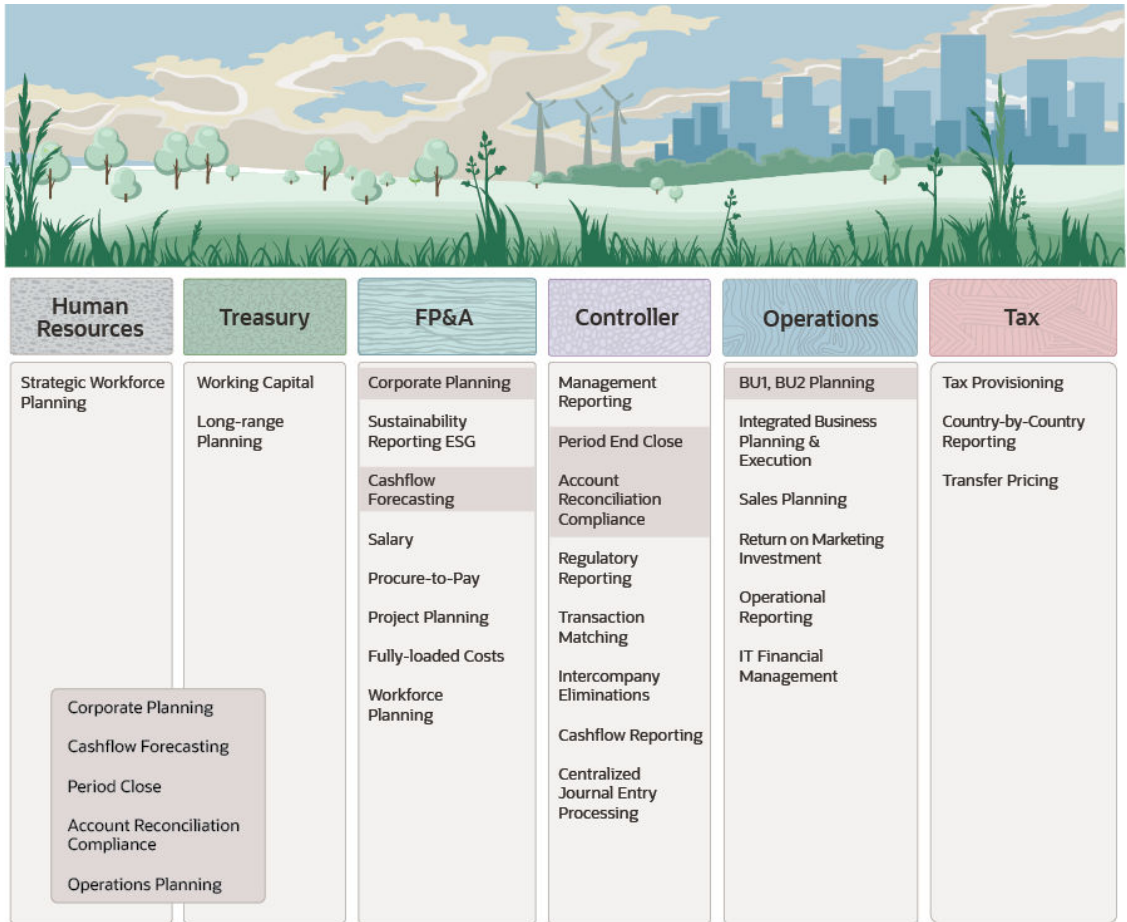 Human
Resources
Treasury
FP&A
Controller
Operations
Tax
Strategic Workforce
Planning
Working Capital
Long-range
Planning
Corporate Planning
Sustainability
Reporting ESG
Cashflow
Forecasting
Salary
Procure-to-Pay
Project Planning
Fully-loaded Costs
Workforce
Planning
Management
Reporting
Period End Close
Account
Reconciliation
Compliance
Regulatory
Reporting
Transaction
Matching
Intercompany
Eliminations
Cashflow Reporting
Centralized
Journal Entry
Processing
BU1, BU2 Planning
Integrated Business
Planning &
Execution
Sales Planning
Return on Marketing
Investment
Operational
Reporting
IT Financial
Management
Tax Provisioning
Country-by-Country
Reporting
Transfer Pricing
Corporate Planning
Cashflow Forecasting
Period Close
Account Reconciliation
Compliance
Operations Planning